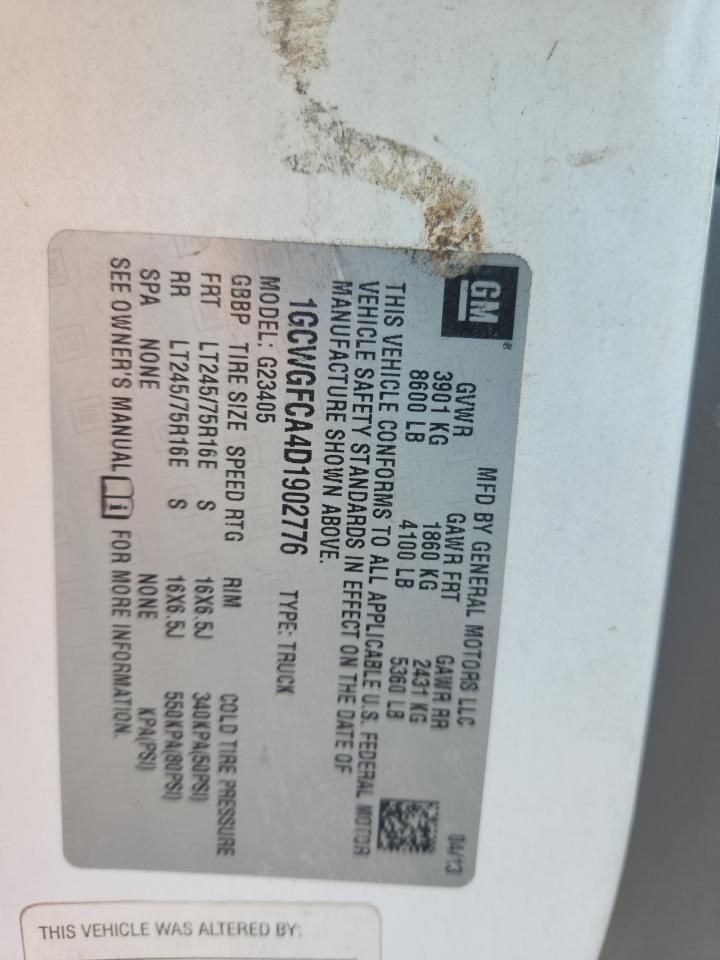 GM
MFD BY GENERAL MOTORS LLC 04/13
GVWR GAWR FRT GAWR RR
3901 KG 1860 KG 2431 KG
8600 LB 4100 LB 5360 LB
THIS VEHICLE CONFORMS TO ALL APPLICABLE U.S. FEDERAL MOTOR
VEHICLE SAFETY STANDARDS IN EFFECT ON THE DATE OF
MANUFACTURE SHOWN ABOVE.
1GCWGFCA4D1902776 TYPE: TRUCK
MODEL: G23405
GBBP TIRE SIZE SPEED RTG RIM COLD TIRE PRESSURE
FRT LT245/75R16E S 16X6.5J 340KPA(50PSI)
RR LT245/75R16E S 16X6.5J 550KPA(80PSI)
SPA NONE NONE KPA(PSI)
SEE OWNER'S MANUAL FOR MORE INFORMATION.
THIS VEHICLE WAS ALTERED BY: